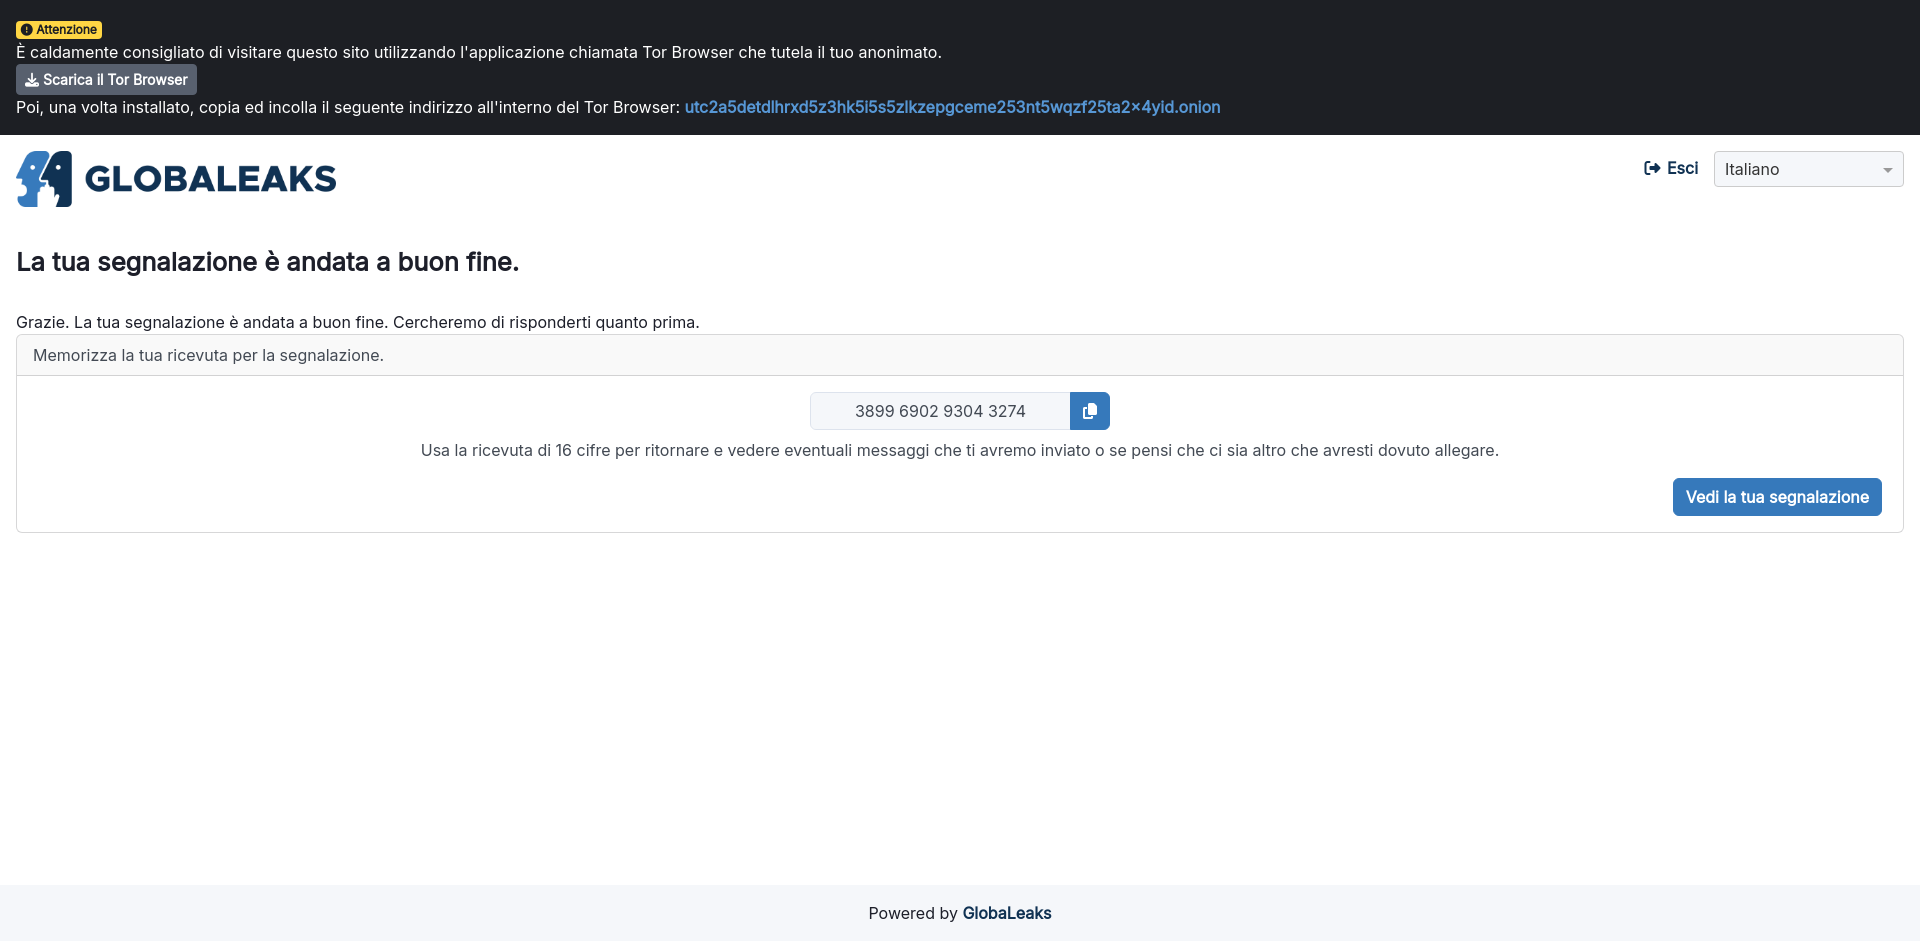 Attenzione
È caldamente consigliato di visitare questo sito utilizzando l'applicazione chiamata Tor Browser che tutela il tuo anonimato.
Scarica il Tor Browser
Poi, una volta installato, copia ed incolla il seguente indirizzo all'interno del Tor Browser: utc2a5detdlhrxd5z3hk5i5s5zlkzepgceme253nt5wqzf25ta2x4yid.onion
GLOBALEAKS
Esci
Italiano
La tua segnalazione è andata a buon fine.
Grazie. La tua segnalazione è andata a buon fine. Cercheremo di risponderti quanto prima.
Memorizza la tua ricevuta per la segnalazione.
3899 6902 9304 3274
Usa la ricevuta di 16 cifre per ritornare e vedere eventuali messaggi che ti avremo inviato o se pensi che ci sia altro che avresti dovuto allegare.
Vedi la tua segnalazione
Powered by GlobaLeaks